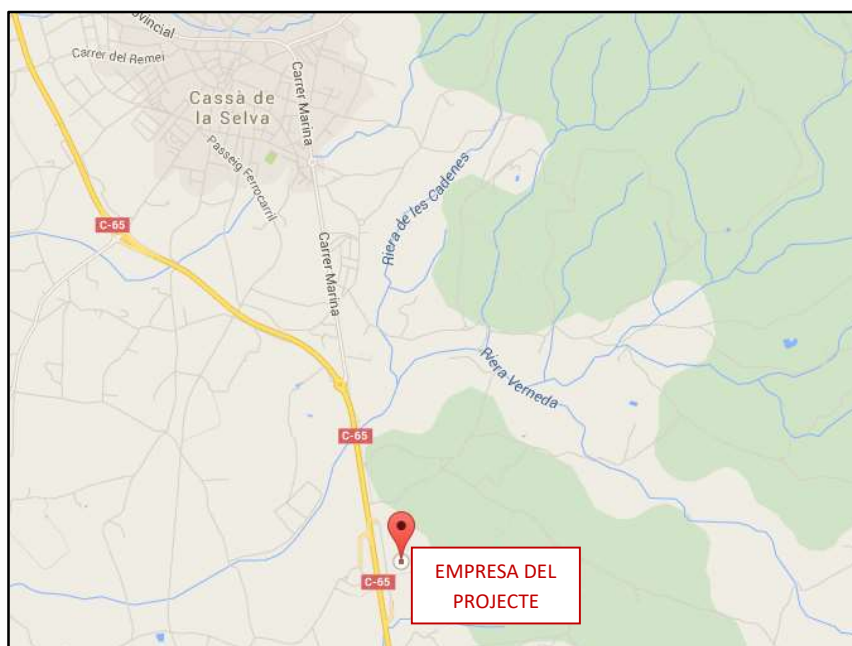 ovincial
Carrer del Remei
Cassà de
la Selva
Carrer Marina
Passeig Ferrocarril
Riera de les Cadenes
C-65
Carrer Marina
Riera Verneda
C-65
EMPRESA DEL
PROJECTE
C-65